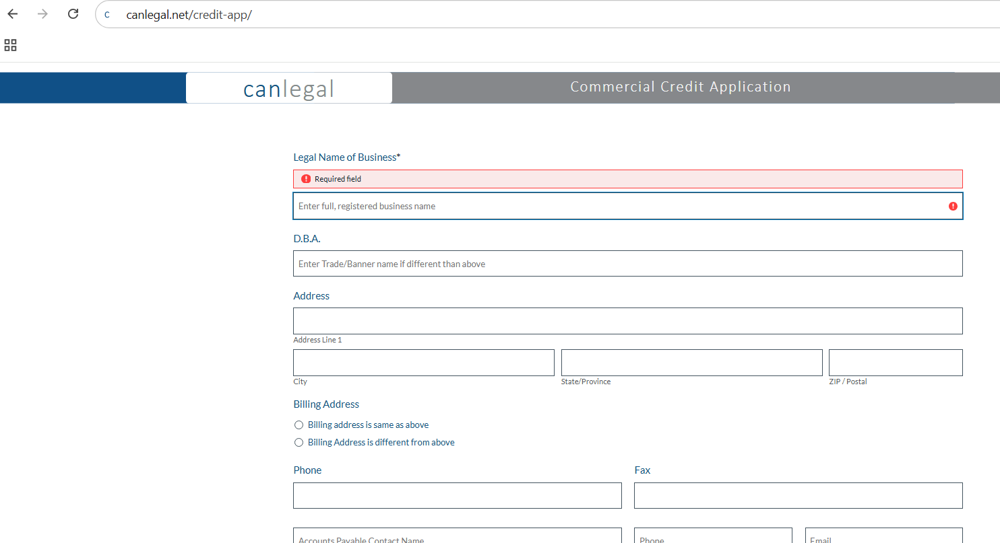 canlegal.net/credit-app/
canlegal
Commercial Credit Application
Legal Name of Business*
Required field
Enter full, registered business name
D.B.A.
Enter Trade/Banner name if different than above
Address
Address Line 1
City State/Province ZIP / Postal
Billing Address
Billing address is same as above
Billing Address is different from above
Phone Fax
Accounts Payable Contact Name Phone Email